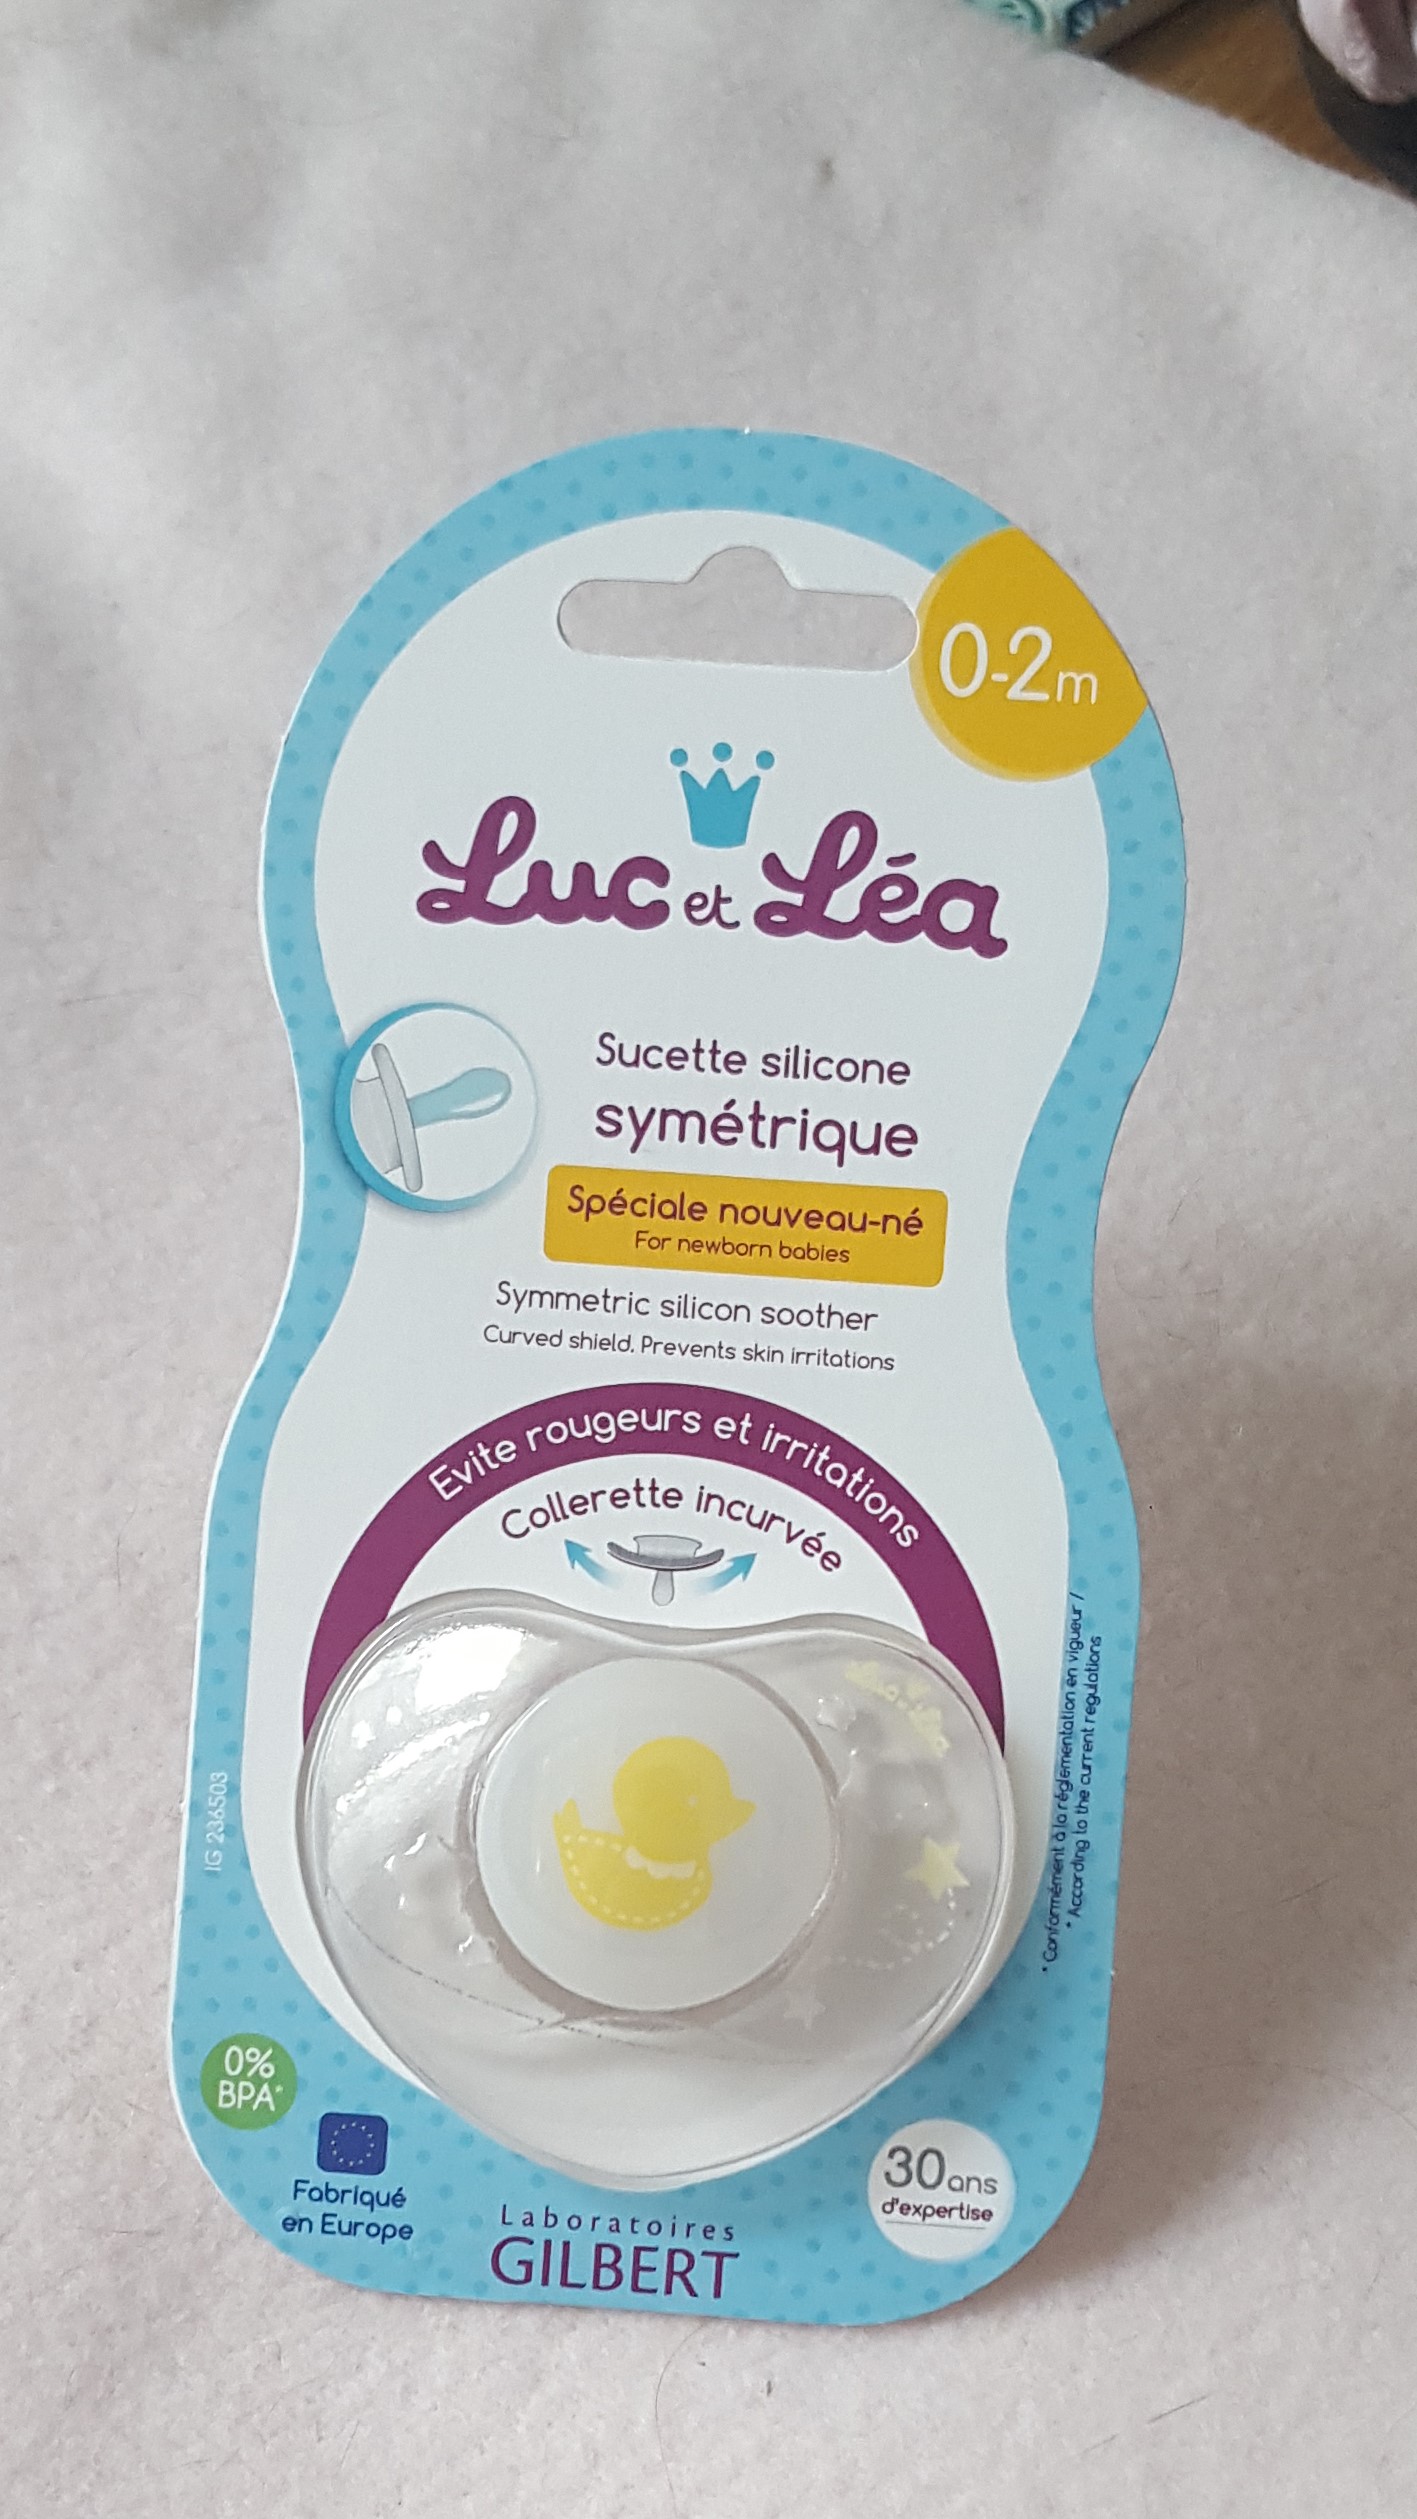 0-2m
Luc et Léa
Sucette silicone
symétrique
Spéciale nouveau-né
For newborn babies
Symmetric silicon soother
Curved shield. Prevents skin irritations
Evite rougeurs et irritations
Collerette incurvée
IG 236503
* Conformément à la réglementation en vigueur /
* According to the current regulations
0%
BPA*
Fabriqué
en Europe
Laboratoires
GILBERT
30 ans
d'expertise